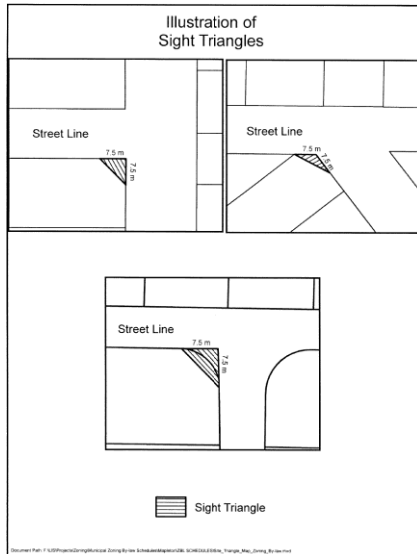 Illustration of
Sight Triangles
Street Line
7.5 m
7.5 m
Street Line
7.5 m
7.5 m
Street Line
7.5 m
7.5 m
Sight Triangle